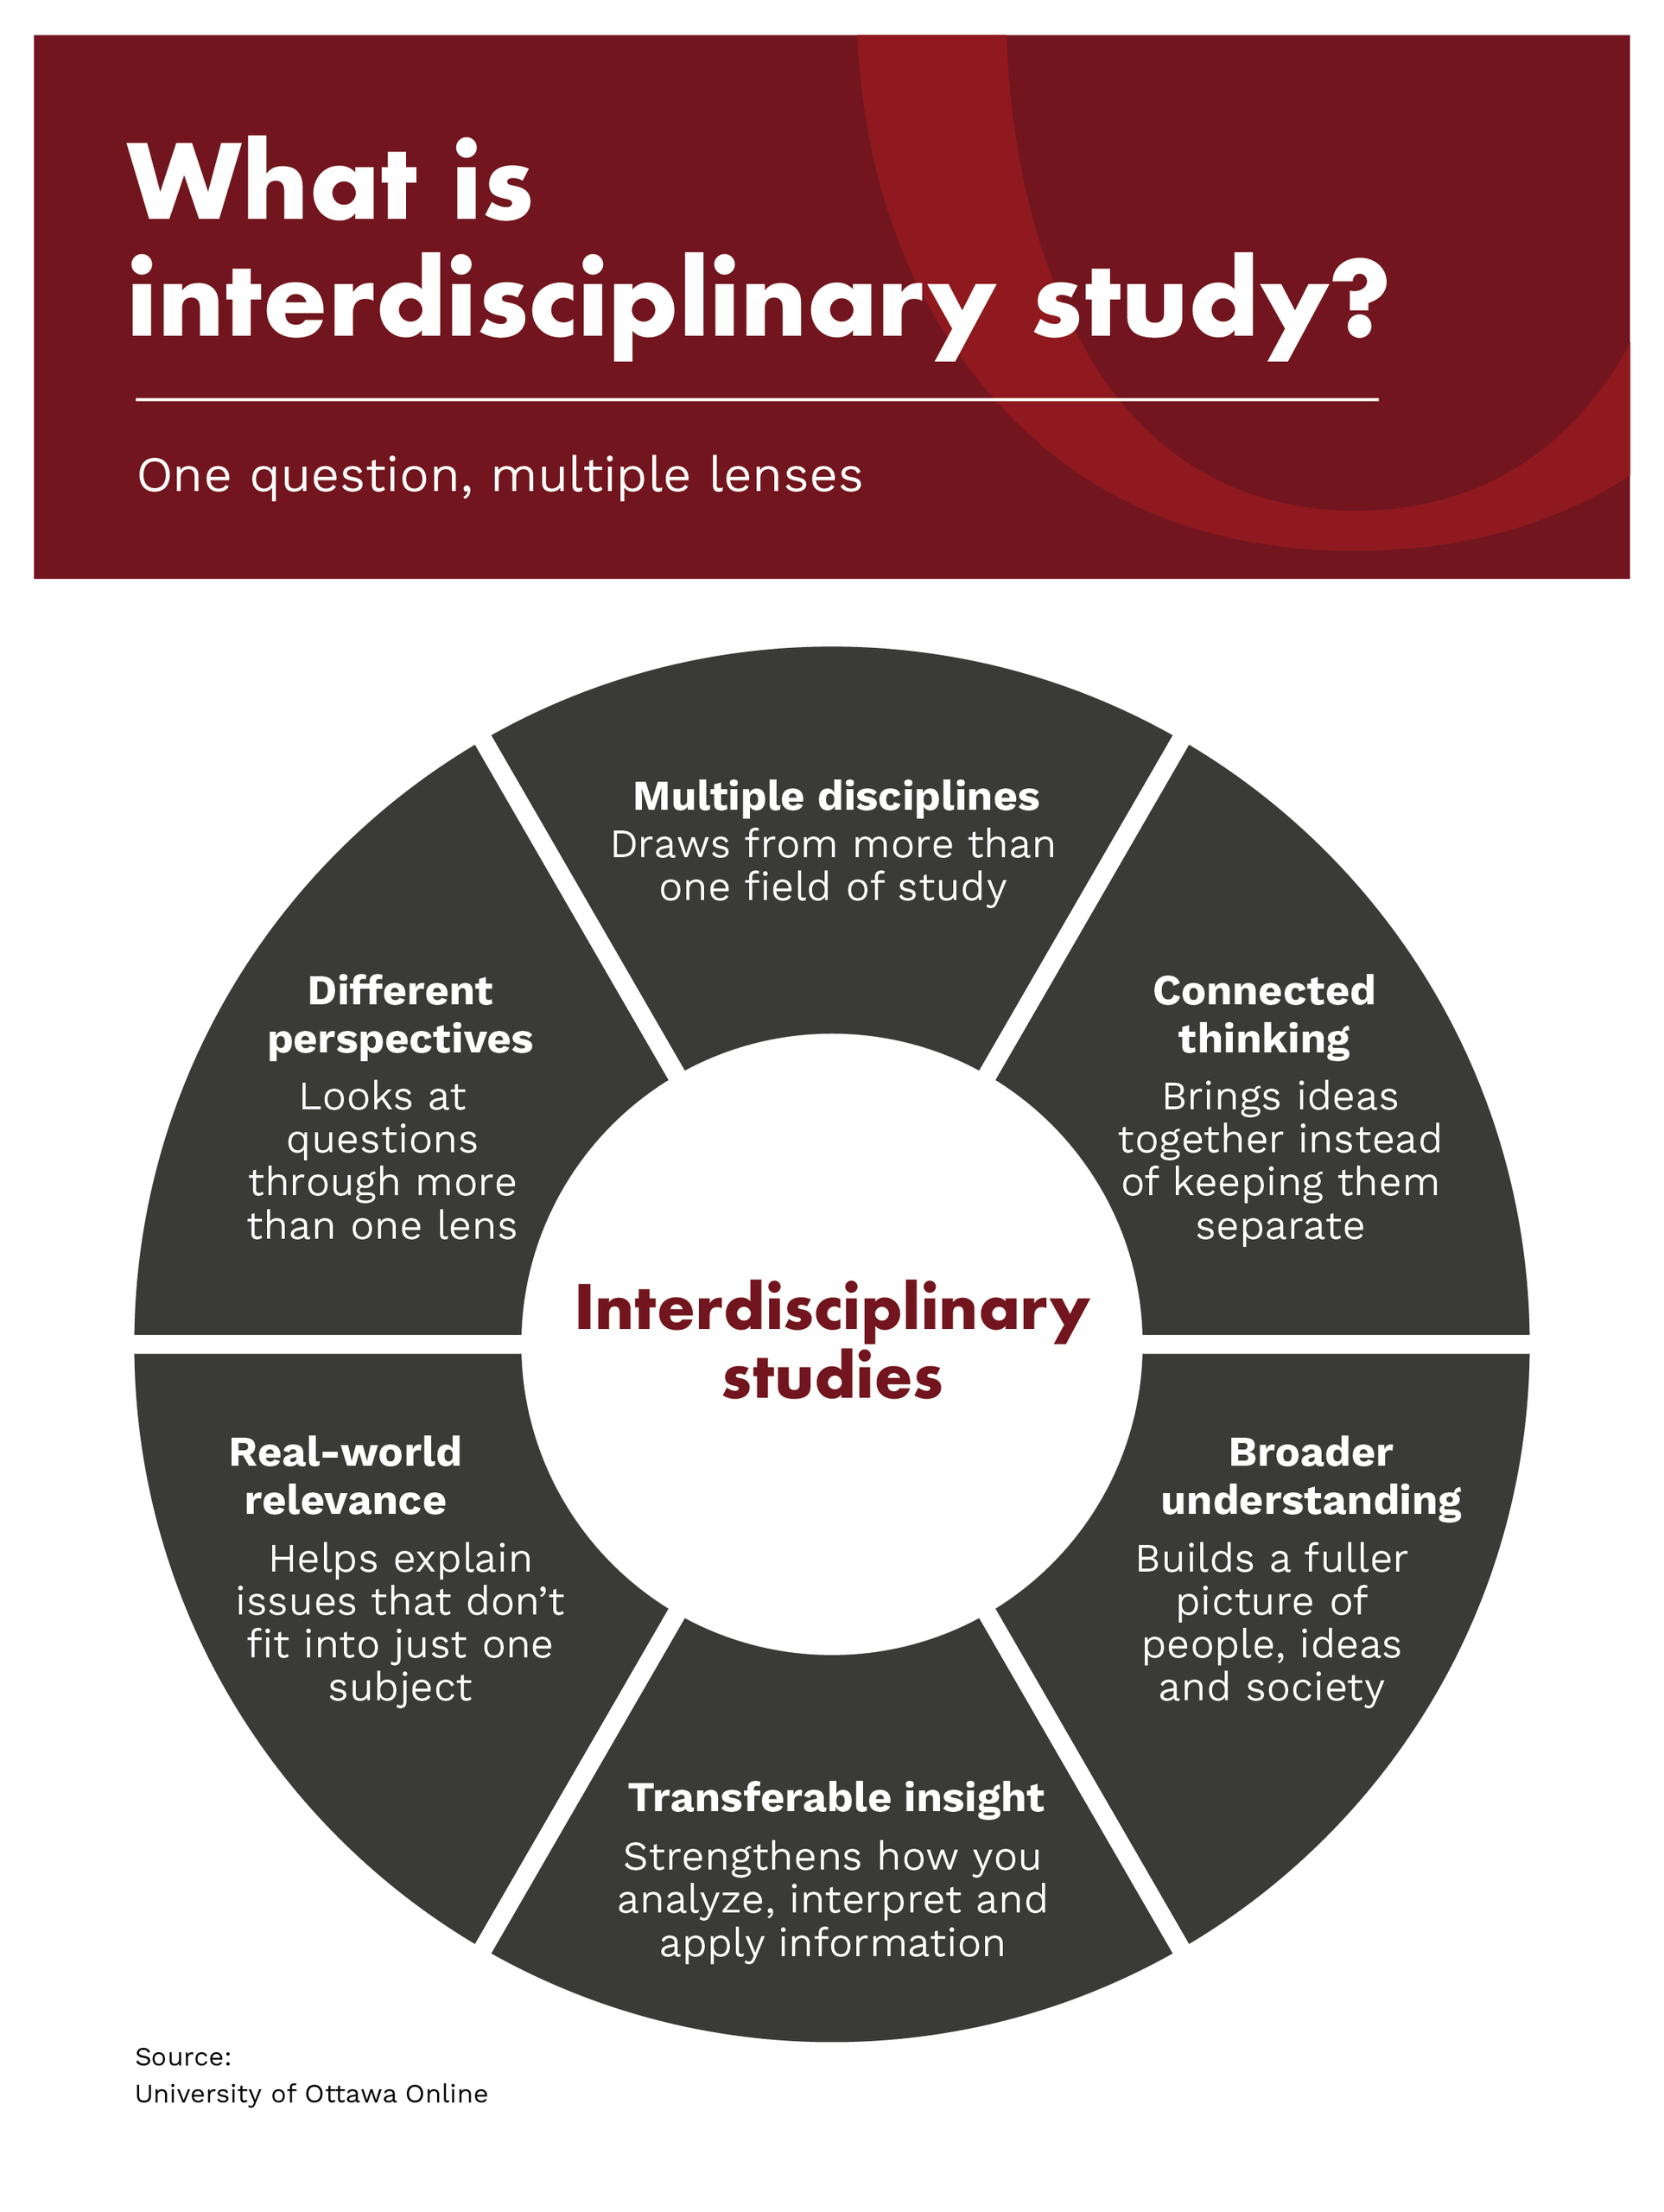 What is
interdisciplinary study?
One question, multiple lenses
Multiple disciplines
Draws from more than
one field of study
Connected
thinking
Brings ideas
together instead
of keeping them
separate
Broader
understanding
Builds a fuller
picture of
people, ideas
and society
Transferable insight
Strengthens how you
analyze, interpret and
apply information
Real-world
relevance
Helps explain
issues that don’t
fit into just one
subject
Different
perspectives
Looks at
questions
through more
than one lens
Interdisciplinary
studies
Source:
University of Ottawa Online